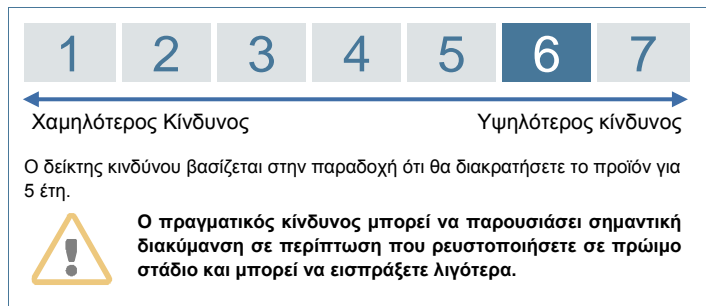 1 2 3 4 5 6 7
Χαμηλότερος Κίνδυνος Υψηλότερος κίνδυνος
Ο δείκτης κινδύνου βασίζεται στην παραδοχή ότι θα διακρατήσετε το προϊόν για
5 έτη.
Ο πραγματικός κίνδυνος μπορεί να παρουσιάσει σημαντική
διακύμανση σε περίπτωση που ρευστοποιήσετε σε πρώιμο
στάδιο και μπορεί να εισπράξετε λιγότερα.